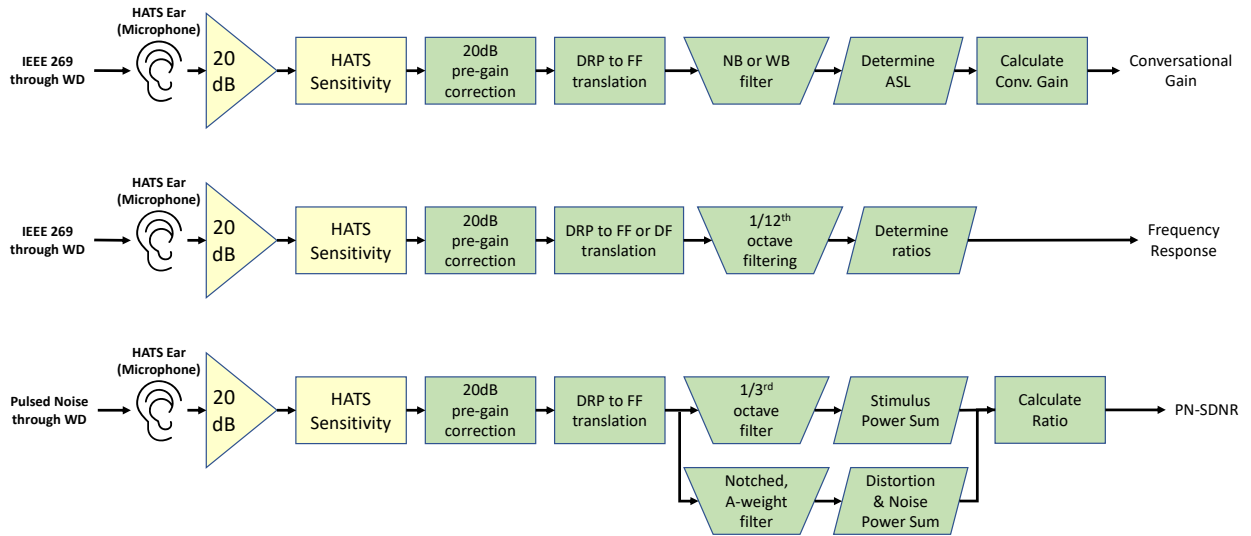 HATS Ear
(Microphone)
IEEE 269
through WD
20
dB
HATS
Sensitivity
20dB
pre-gain
correction
DRP to FF
translation
NB or WB
filter
Determine
ASL
Calculate
Conv. Gain
Conversational
Gain
HATS Ear
(Microphone)
IEEE 269
through WD
20
dB
HATS
Sensitivity
20dB
pre-gain
correction
DRP to FF or DF
translation
1/12th
octave
filtering
Determine
ratios
Frequency
Response
HATS Ear
(Microphone)
Pulsed Noise
through WD
20
dB
HATS
Sensitivity
20dB
pre-gain
correction
DRP to FF
translation
1/3rd
octave
filter
Stimulus
Power Sum
Calculate
Ratio
PN-SDNR
Notched,
A-weight
filter
Distortion
& Noise
Power Sum